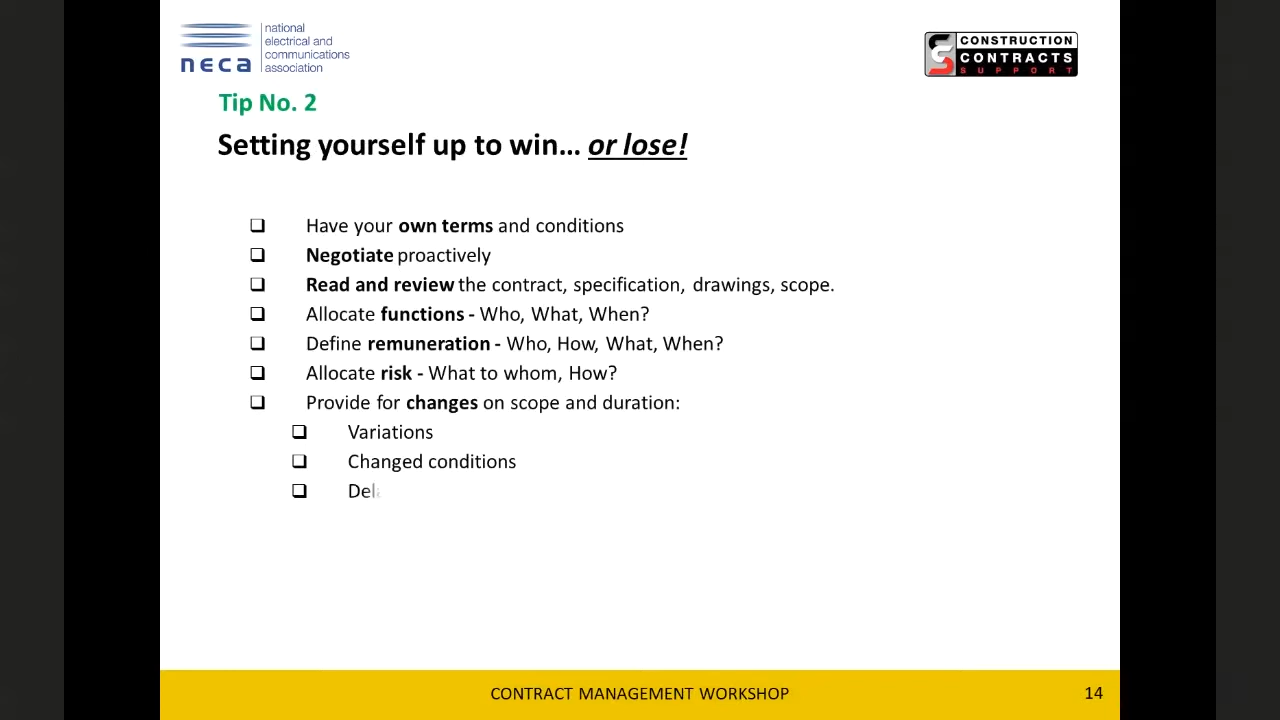 neca
national
electrical and
communications
association
CONSTRUCTION
CONTRACTS
SUPPORT
Tip No. 2
Setting yourself up to win... or lose!
Have your own terms and conditions
Negotiate proactively
Read and review the contract, specification, drawings, scope.
Allocate functions - Who, What, When?
Define remuneration - Who, How, What, When?
Allocate risk - What to whom, How?
Provide for changes on scope and duration:
Variations
Changed conditions
CONTRACT MANAGEMENT WORKSHOP
14